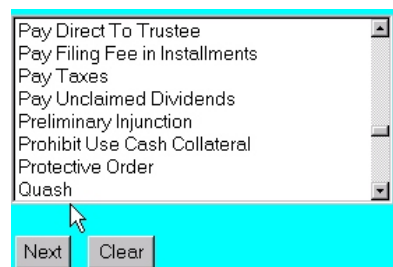 Pay Direct To Trustee
Pay Filing Fee in Installments
Pay Taxes
Pay Unclaimed Dividends
Preliminary Injunction
Prohibit Use Cash Collateral
Protective Order
Quash
Next Clear